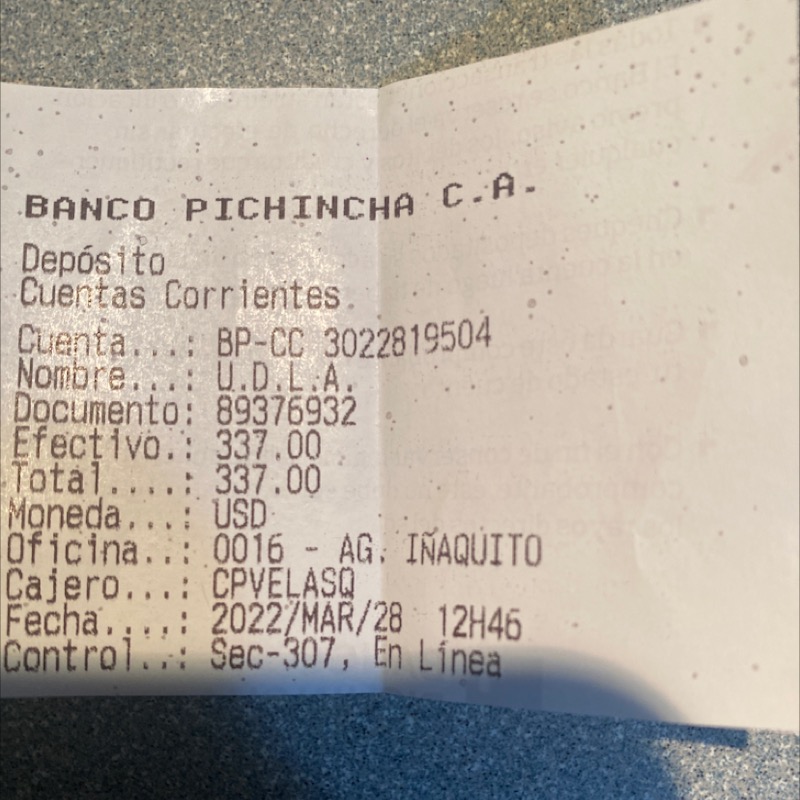 BANCO PICHINCHA C.A.
Depósito
Cuentas Corrientes
Cuenta...: BP-CC 3022819504
Nombre...: U.D.L.A.
Documento: 89376932
Efectivo.: 337.00
Total....: 337.00
Moneda...: USD
Oficina..: 0016 - AG. IÑAQUITO
Cajero...: CPVELASQ
Fecha....: 2022/MAR/28 12H46
Control..: Sec-307, En Línea